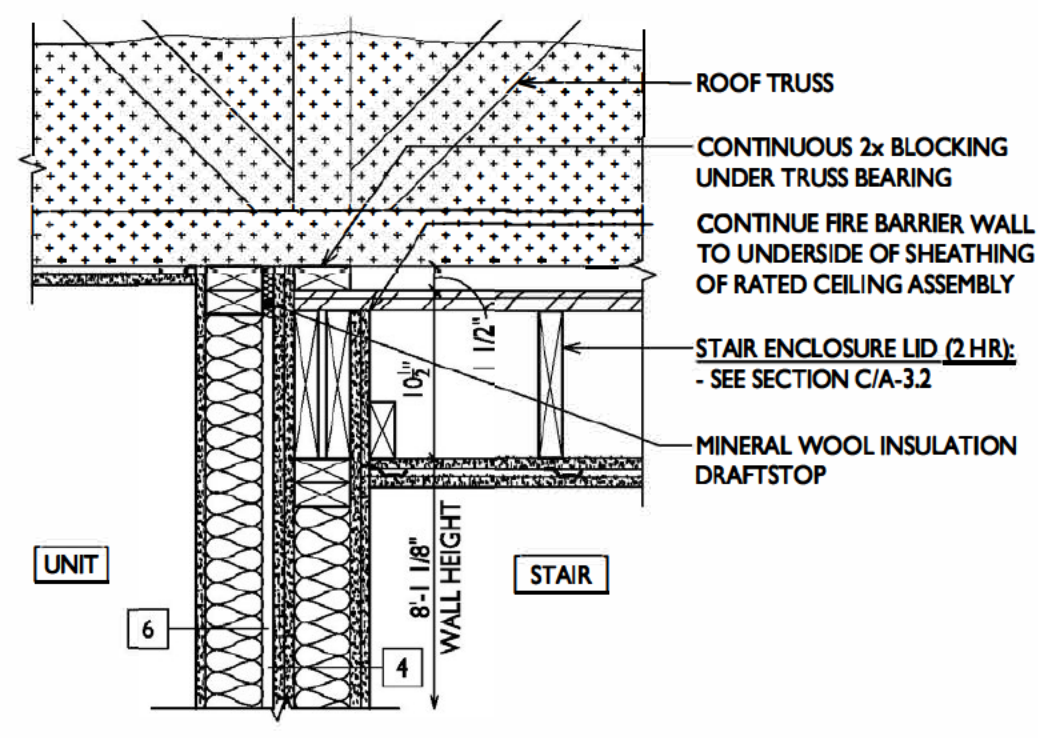 ROOF TRUSS
CONTINUOUS 2x BLOCKING
UNDER TRUSS BEARING
CONTINUE FIRE BARRIER WALL
TO UNDERSIDE OF SHEATHING
OF RATED CEILING ASSEMBLY
1/2"
10 1/2"
STAIR ENCLOSURE LID (2 HR):
- SEE SECTION C/A-3.2
MINERAL WOOL INSULATION
DRAFTSTOP
8'-1 1/8"
WALL HEIGHT
UNIT
STAIR
6
4